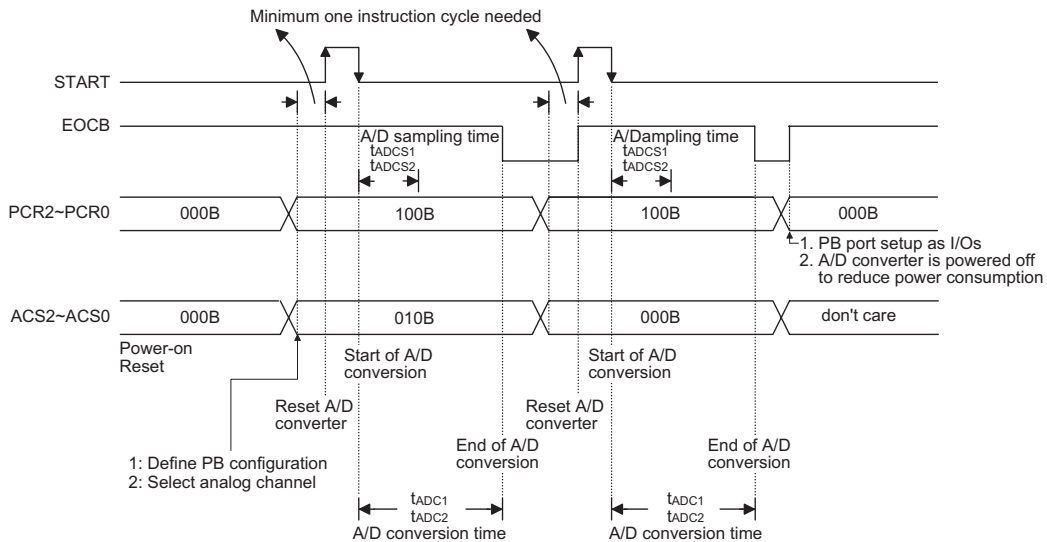 Minimum one instruction cycle needed
START
EOCB
A/D sampling time
tADCS1
tADCS2
A/Dampling time
tADCS1
tADCS2
PCR2~PCR0
000B
100B
100B
000B
1. PB port setup as I/Os
2. A/D converter is powered off
to reduce power consumption
ACS2~ACS0
000B
010B
000B
don't care
Power-on
Reset
Start of A/D
conversion
Start of A/D
conversion
Reset A/D
converter
Reset A/D
converter
1: Define PB configuration
2: Select analog channel
End of A/D
conversion
End of A/D
conversion
tADC1
tADC2
A/D conversion time
tADC1
tADC2
A/D conversion time